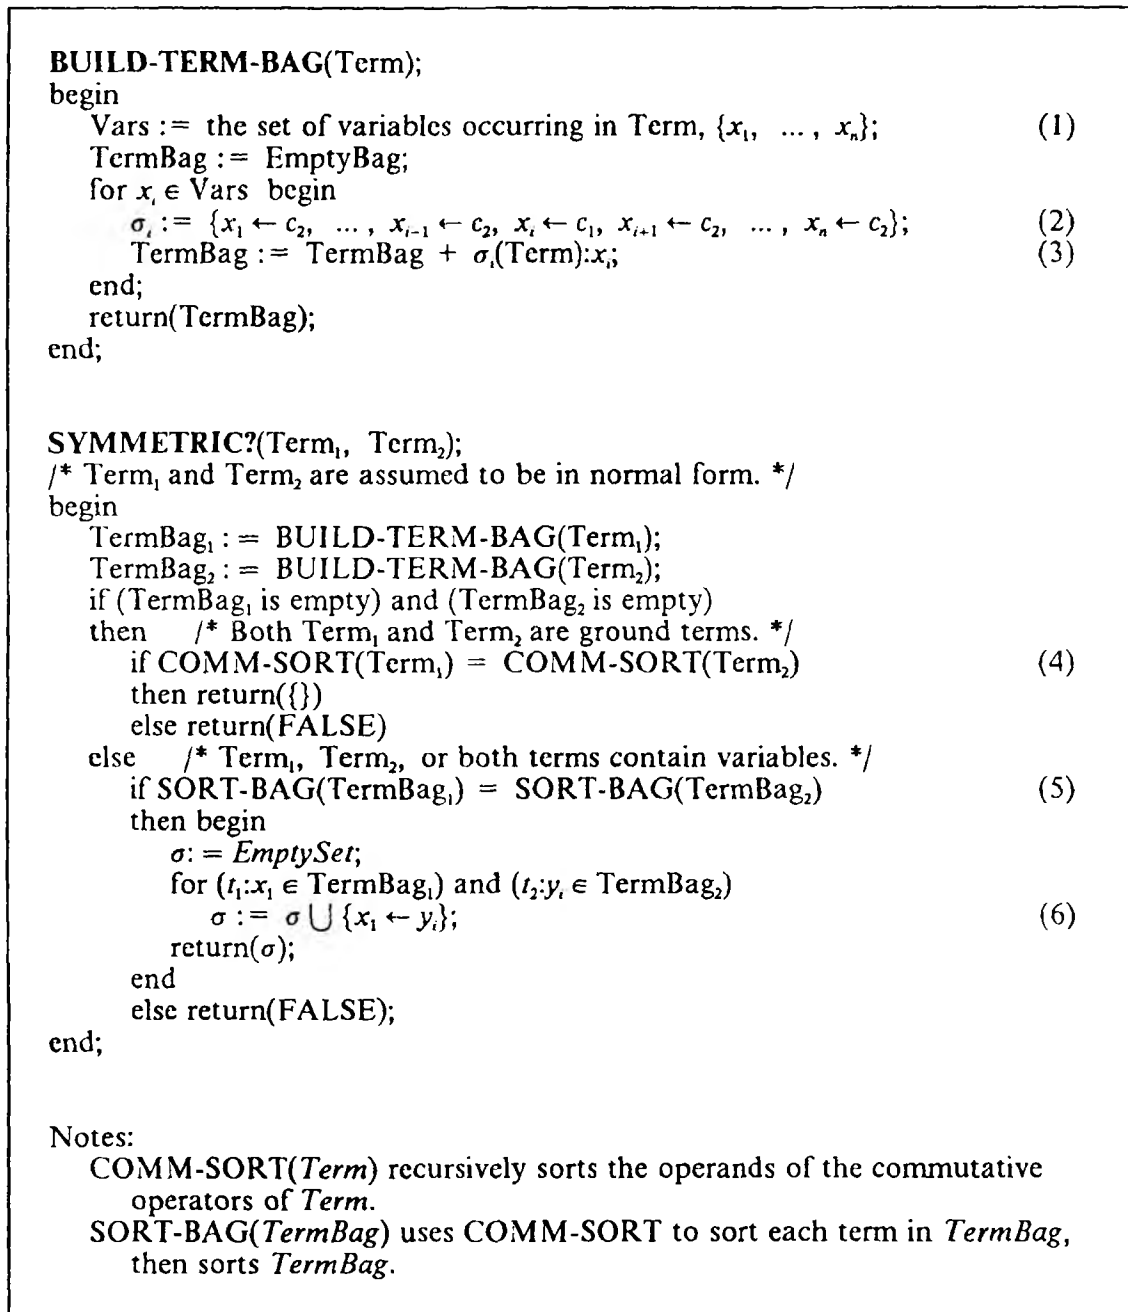 BUILD-TERM-BAG(Term);
begin
Vars := the set of variables occurring in Term, {x₁, ... , xₙ}; (1)
TermBag := EmptyBag;
for xᵢ ∈ Vars begin
σᵢ := {x₁ ← c₂, ... , xᵢ₋₁ ← c₂, xᵢ ← c₁, xᵢ₊₁ ← c₂, ... , xₙ ← c₂}; (2)
TermBag := TermBag + σᵢ(Term):xᵢ; (3)
end;
return(TermBag);
end;
SYMMETRIC?(Term₁, Term₂);
/* Term₁ and Term₂ are assumed to be in normal form. */
begin
TermBag₁ := BUILD-TERM-BAG(Term₁);
TermBag₂ := BUILD-TERM-BAG(Term₂);
if (TermBag₁ is empty) and (TermBag₂ is empty)
then /* Both Term₁ and Term₂ are ground terms. */
if COMM-SORT(Term₁) = COMM-SORT(Term₂) (4)
then return({})
else return(FALSE)
else /* Term₁, Term₂, or both terms contain variables. */
if SORT-BAG(TermBag₁) = SORT-BAG(TermBag₂) (5)
then begin
σ: = EmptySet;
for (t₁:x₁ ∈ TermBag₁) and (t₂:yᵢ ∈ TermBag₂)
σ := σ ⋃ {x₁ ← yᵢ}; (6)
return(σ);
end
else return(FALSE);
end;
Notes:
COMM-SORT(Term) recursively sorts the operands of the commutative
operators of Term.
SORT-BAG(TermBag) uses COMM-SORT to sort each term in TermBag,
then sorts TermBag.